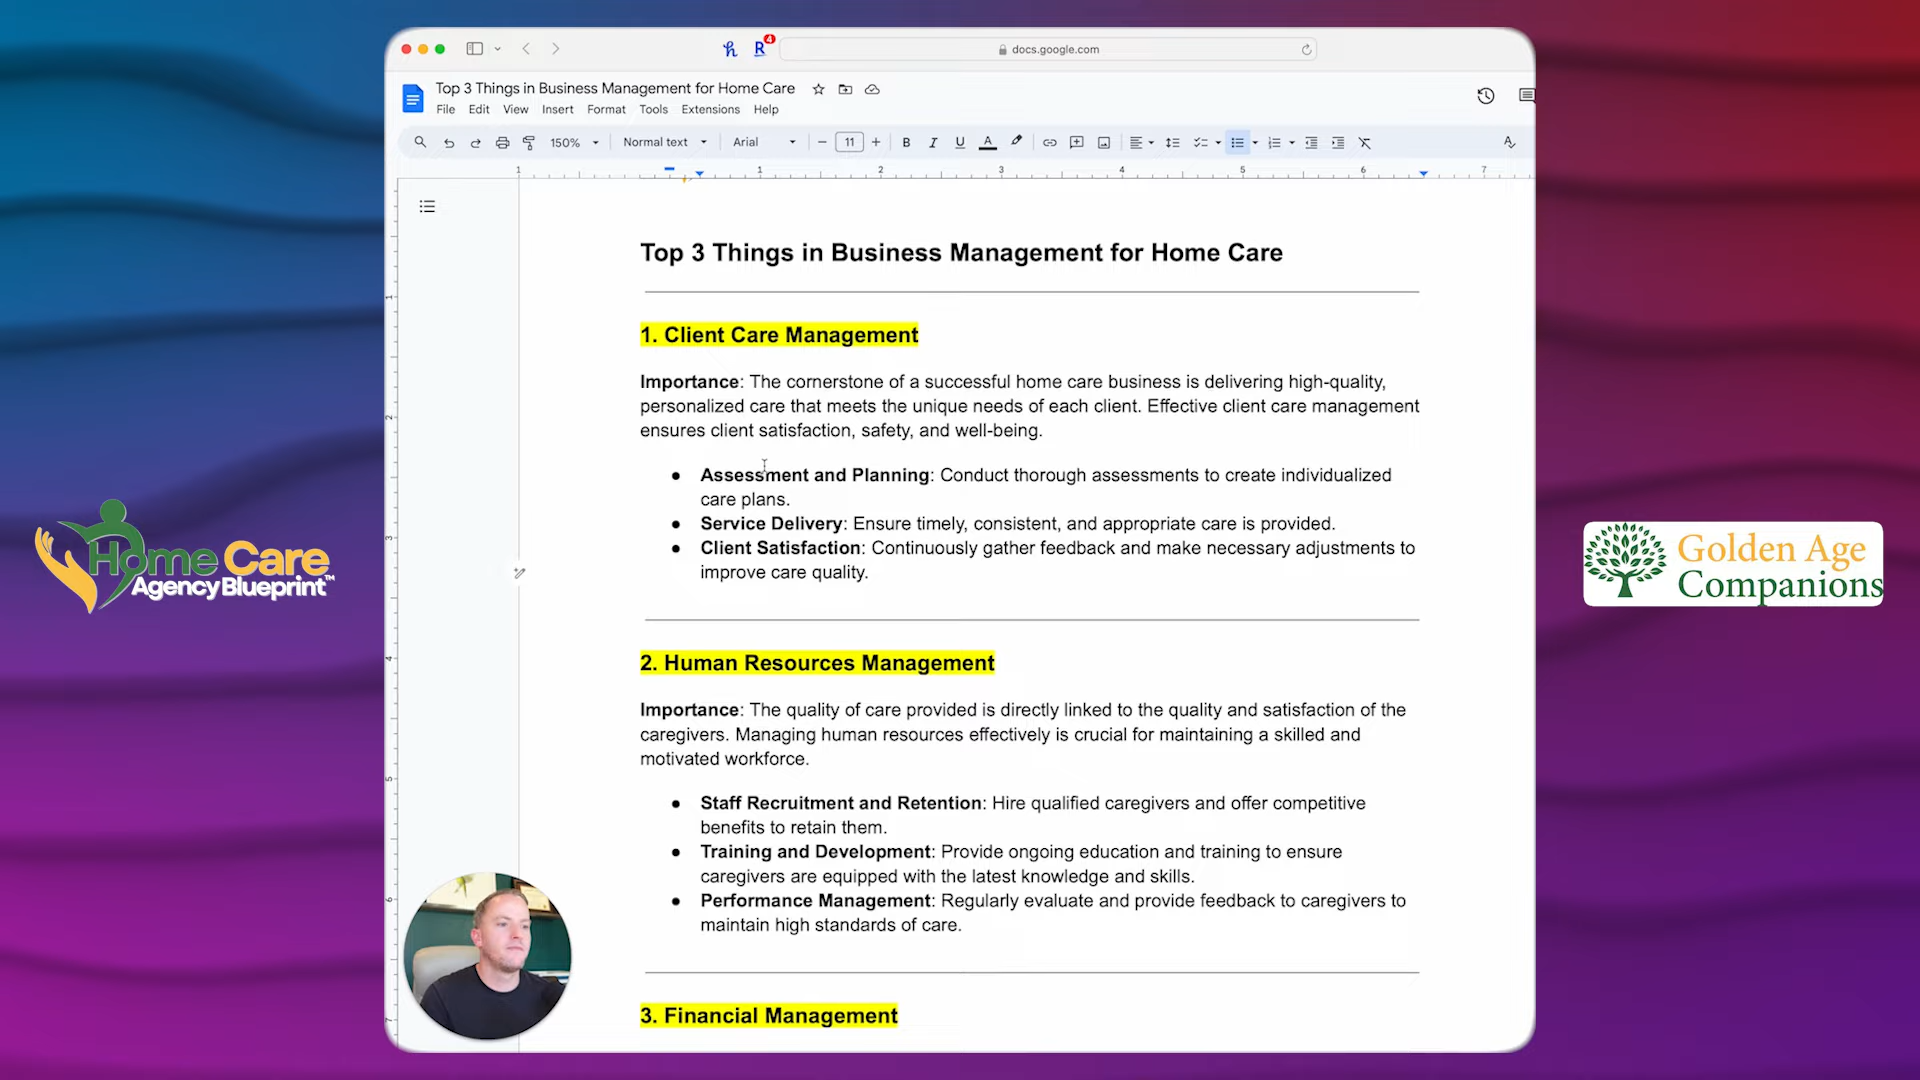 4
docs.google.com
Top 3 Things in Business Management for Home Care
File Edit View Insert Format Tools Extensions Help
150% Normal text Arial − 11 + B I U A
1 1 2 3 4 5 6 7
Top 3 Things in Business Management for Home Care
1. Client Care Management
Importance: The cornerstone of a successful home care business is delivering high-quality,
personalized care that meets the unique needs of each client. Effective client care management
ensures client satisfaction, safety, and well-being.
● Assessment and Planning: Conduct thorough assessments to create individualized
care plans.
● Service Delivery: Ensure timely, consistent, and appropriate care is provided.
● Client Satisfaction: Continuously gather feedback and make necessary adjustments to
improve care quality.
2. Human Resources Management
Importance: The quality of care provided is directly linked to the quality and satisfaction of the
caregivers. Managing human resources effectively is crucial for maintaining a skilled and
motivated workforce.
● Staff Recruitment and Retention: Hire qualified caregivers and offer competitive
benefits to retain them.
● Training and Development: Provide ongoing education and training to ensure
caregivers are equipped with the latest knowledge and skills.
● Performance Management: Regularly evaluate and provide feedback to caregivers to
maintain high standards of care.
3. Financial Management
Home Care
Agency Blueprint™
Golden Age
Companions